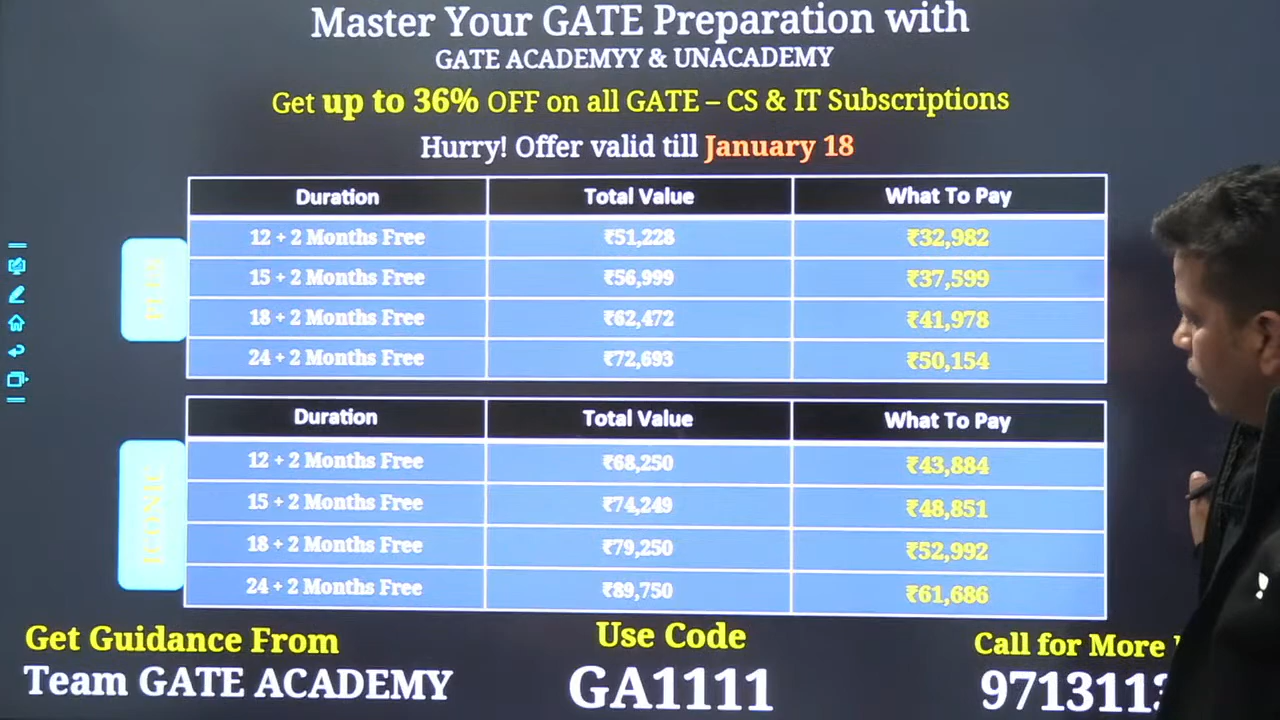 Master Your GATE Preparation with
GATE ACADEMYY & UNACADEMY
Get up to 36% OFF on all GATE – CS & IT Subscriptions
Hurry! Offer valid till January 18
PLUS
Duration Total Value What To Pay
12 + 2 Months Free ₹51,228 ₹32,982
15 + 2 Months Free ₹56,999 ₹37,599
18 + 2 Months Free ₹62,472 ₹41,978
24 + 2 Months Free ₹72,693 ₹50,154
ICONIC
Duration Total Value What To Pay
12 + 2 Months Free ₹68,250 ₹43,884
15 + 2 Months Free ₹74,249 ₹48,851
18 + 2 Months Free ₹79,250 ₹52,992
24 + 2 Months Free ₹89,750 ₹61,686
Get Guidance From
Team GATE ACADEMY
Use Code
GA1111
Call for More
9713113